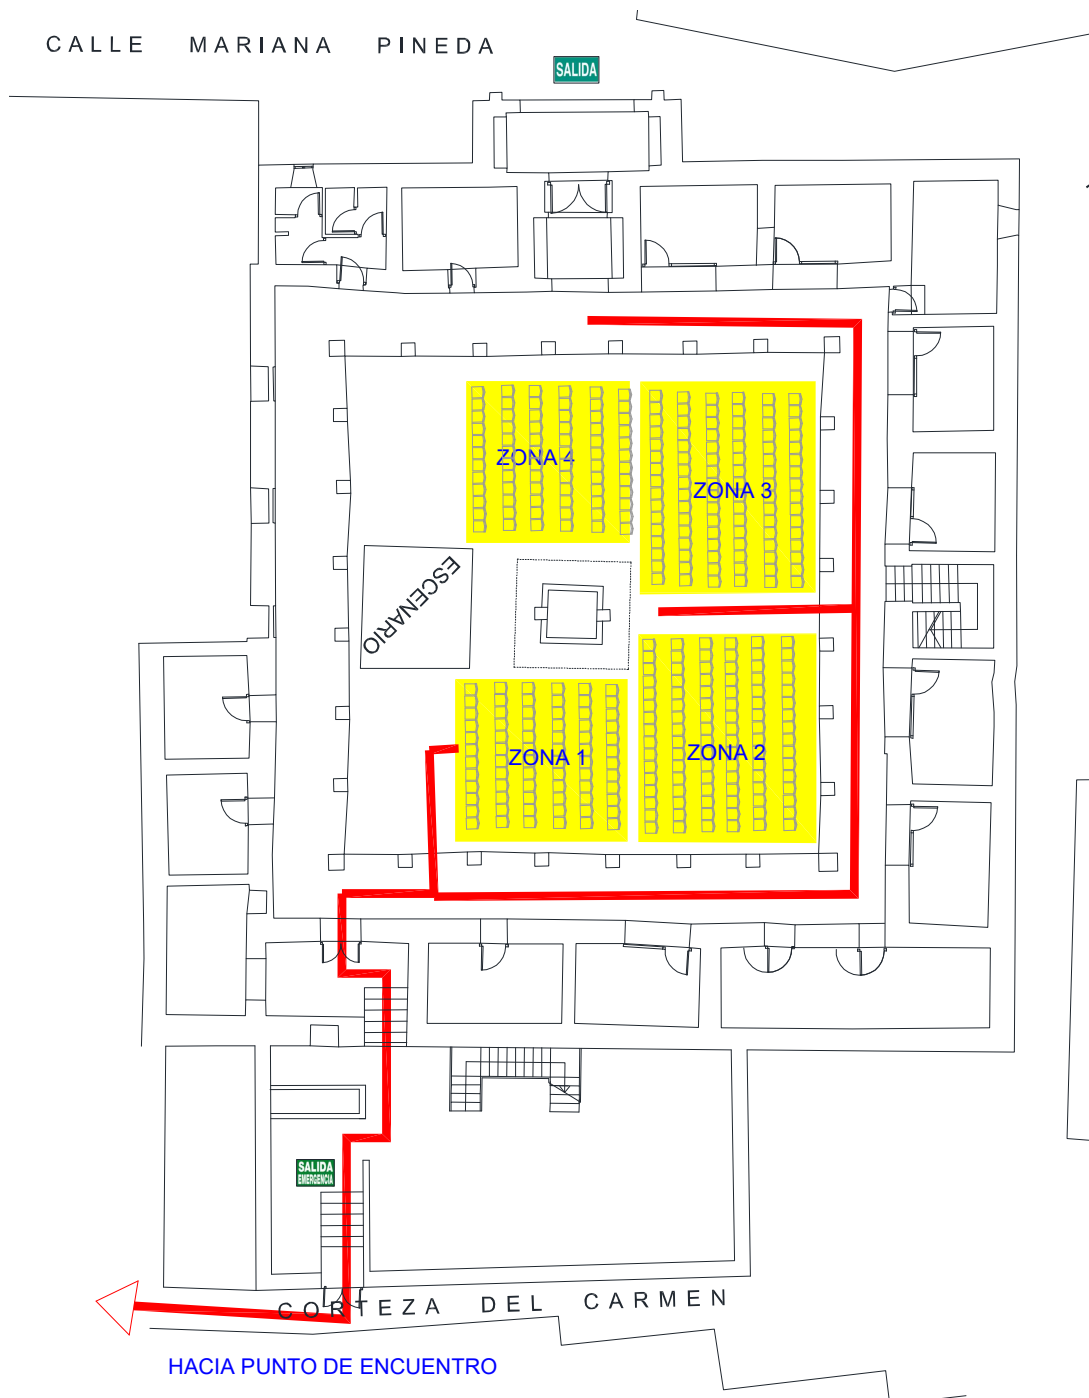 CALLE MARIANA PINEDA
SALIDA
ZONA 4
ZONA 3
ESCENARIO
ZONA 1
ZONA 2
SALIDA
EMERGENCIA
CORTEZA DEL CARMEN
HACIA PUNTO DE ENCUENTRO